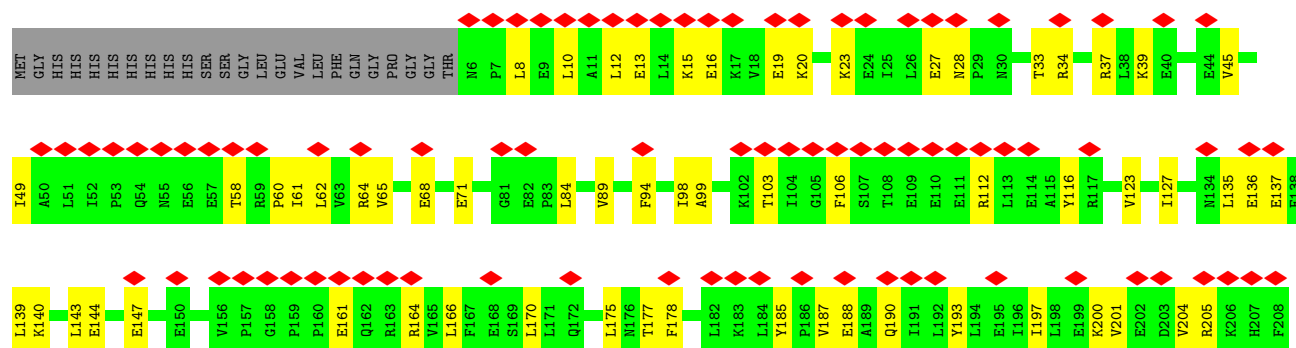 MET GLY HIS HIS HIS HIS HIS HIS HIS HIS SER SER GLY LEU GLU VAL LEU PHE GLN GLY PRO GLY GLY THR N6 P7 L8 E9 L10 A11 L12 E13 L14 K15 E16 K17 V18 E19 K20 K23 E24 I25 L26 E27 N28 P29 N30 T33 R34 R37 L38 K39 E40 E44 V45
I49 A50 L51 I52 P53 Q54 N55 E56 E57 T58 R59 P60 I61 L62 V63 R64 V65 E68 E71 G81 E82 P83 L84 V89 F94 I98 A99 K102 T103 I104 G105 F106 S107 T108 E109 E110 E111 R112 L113 E114 A115 Y116 R117 V123 I127 N134 L135 E136 E137 E138
L139 K140 L143 E144 E147 E150 V156 P157 G158 P159 P160 E161 Q162 R163 R164 V165 L166 F167 E168 S169 L170 L171 Q172 L175 N176 T177 F178 L182 K183 L184 Y185 P186 V187 E188 A189 Q190 I191 L192 Y193 L194 E195 I196 I197 L198 E199 K200 V201 E202 D203 V204 R205 K206 H207 F208